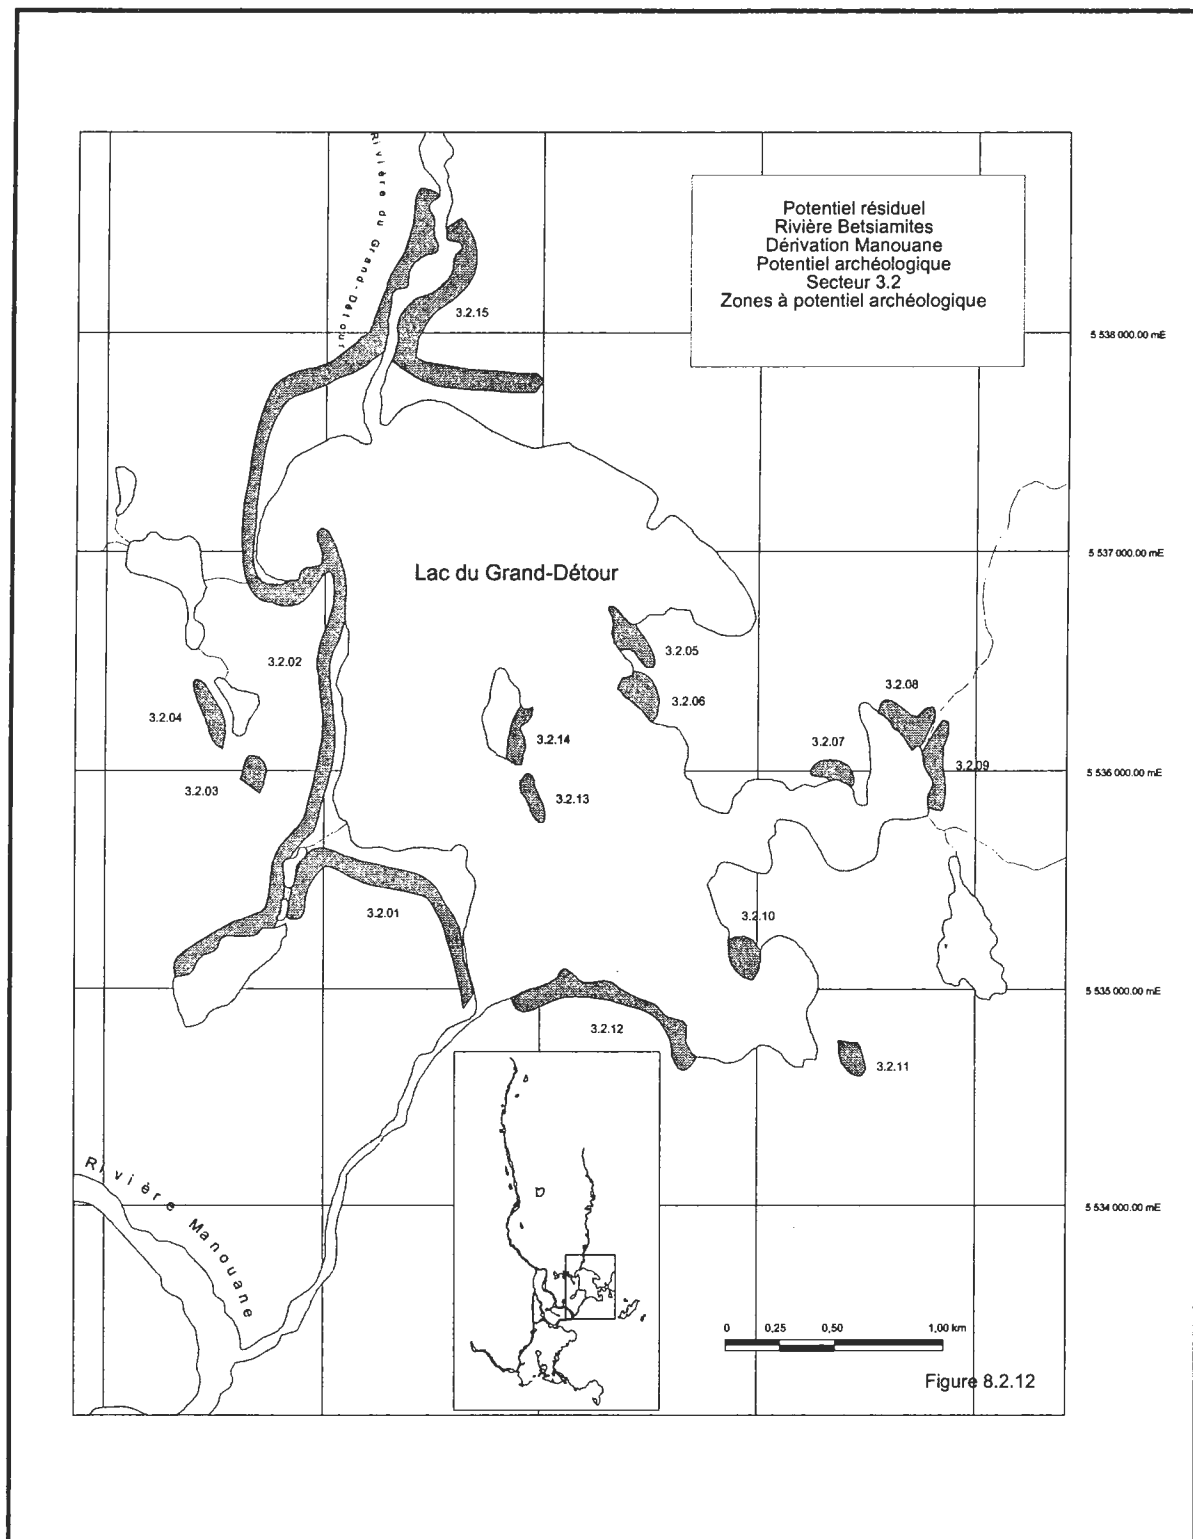 Rivière du Grand-Détour
Potentiel résiduel
Rivière Betsiamites
Dérivation Manouane
Potentiel archéologique
Secteur 3.2
Zones à potentiel archéologique
3.2.15
5 538 000.00 mE
5 537 000.00 mE
Lac du Grand-Détour
3.2.05
3.2.02
3.2.08
3.2.06
3.2.04
3.2.14
3.2.07
3.2.09
5 536 000.00 mE
3.2.03
3.2.13
3.2.01
3.2.10
5 535 000.00 mE
3.2.12
3.2.11
Rivière Manouane
5 534 000.00 mE
0 0,25 0,50 1,00 km
Figure 8.2.12